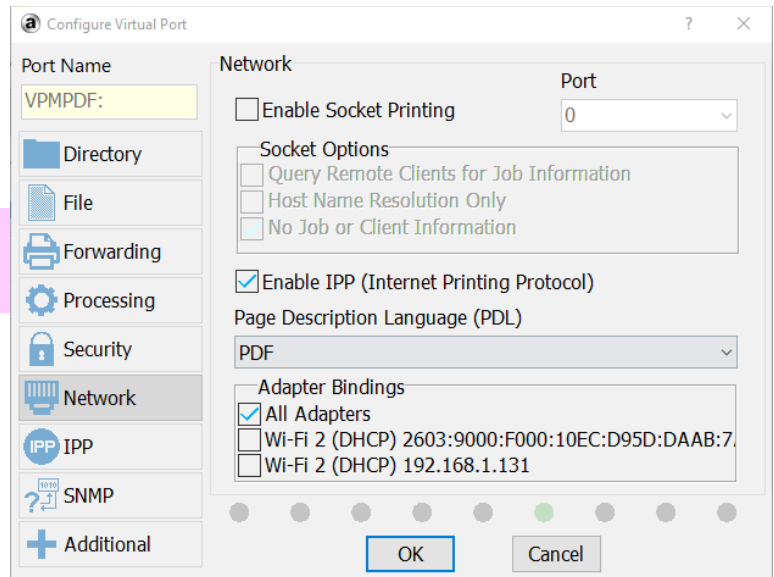 Configure Virtual Port
? ×
Port Name
VPMPDF:
Directory
File
Forwarding
Processing
Security
Network
IPP
IPP
SNMP
Additional
Network
Port
Enable Socket Printing
0
Socket Options
Query Remote Clients for Job Information
Host Name Resolution Only
No Job or Client Information
Enable IPP (Internet Printing Protocol)
Page Description Language (PDL)
PDF
Adapter Bindings
All Adapters
Wi-Fi 2 (DHCP) 2603:9000:F000:10EC:D95D:DAAB:7
Wi-Fi 2 (DHCP) 192.168.1.131
OK
Cancel